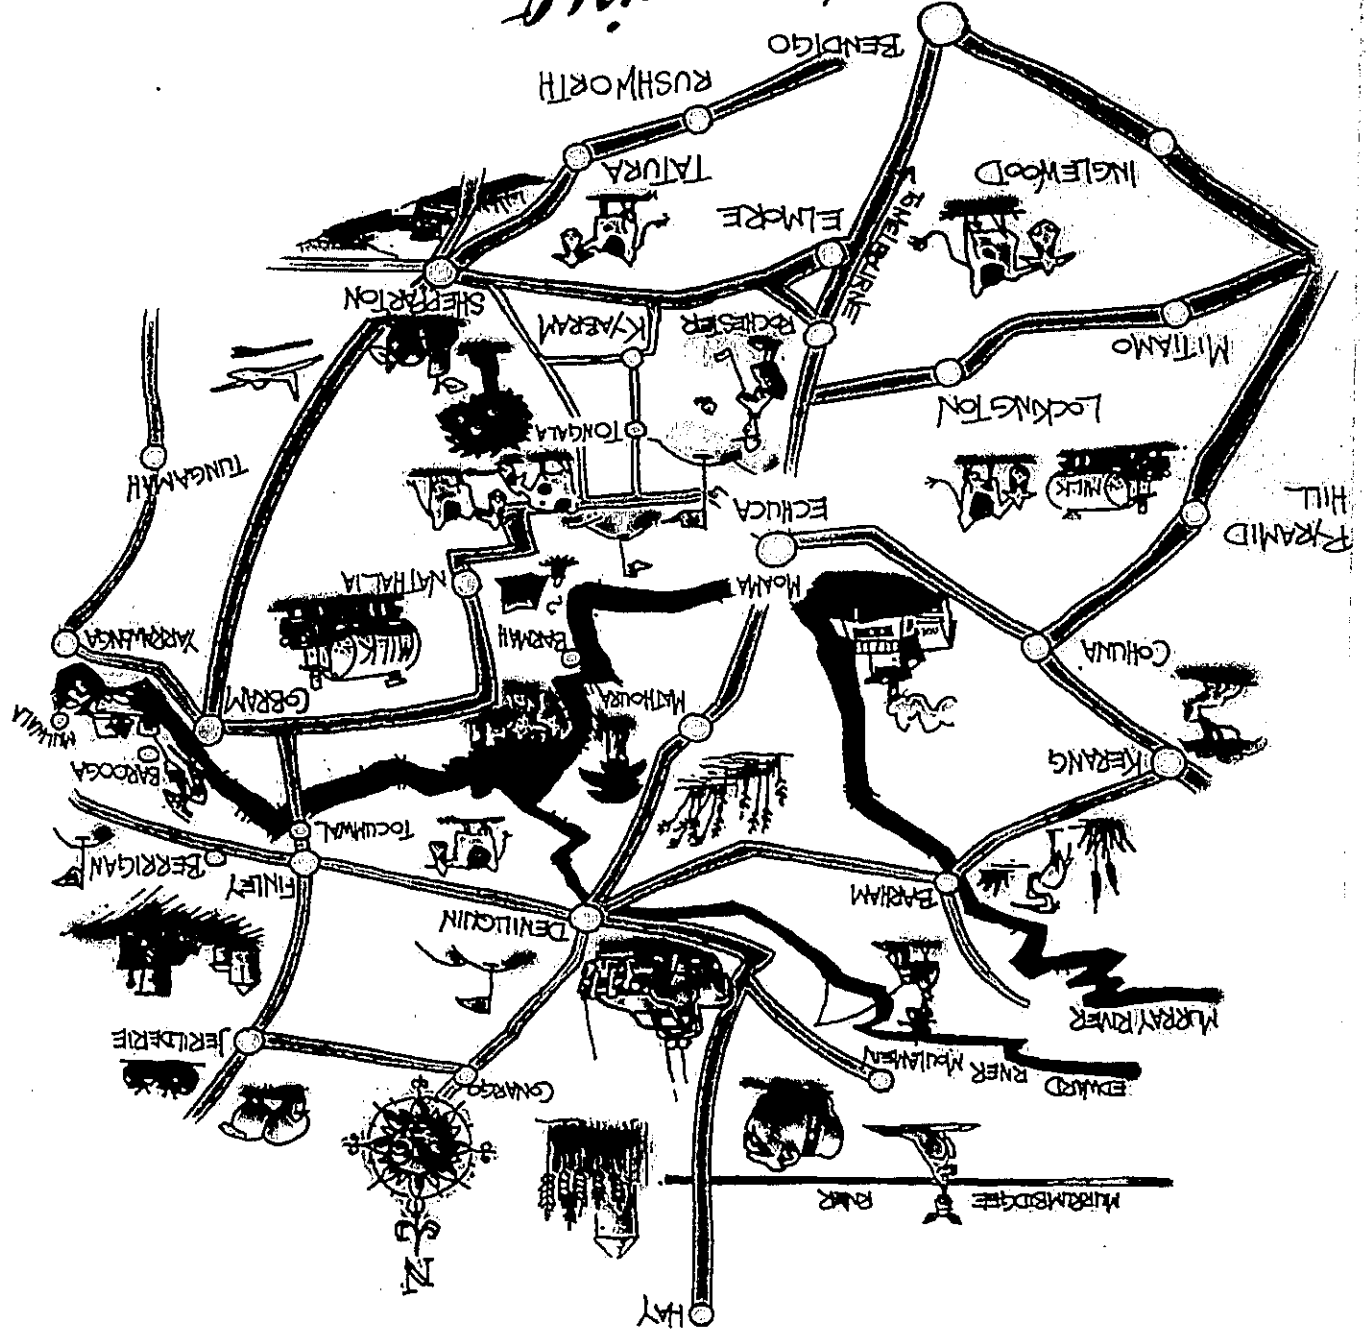 HAY
N
MURRUMBIDGEE RIVER
EDWARD RIVER
MOULAMEIN
CONARGO
JERILDERIE
MURRAY RIVER
DENILIQUIN
BARHAM
FINLEY
BERRIGAN
TOCUMWAL
KERANG
BAROOGA
MULWALA
MATHOURA
COBRAM
COHUNA
BARMAH
MILK
YARRAWONGA
MOAMA
NATHALIA
PYRAMID
HILL
ECHUCA
MILK
TUNGAMAH
TONGALA
LOCKINGTON
MITIAMO
ROCHESTER
KYABRAM
SHEPPARTON
TO MELBOURNE
ELMORE
INGLEWOOD
TATURA
RUSHWORTH
BENDIGO